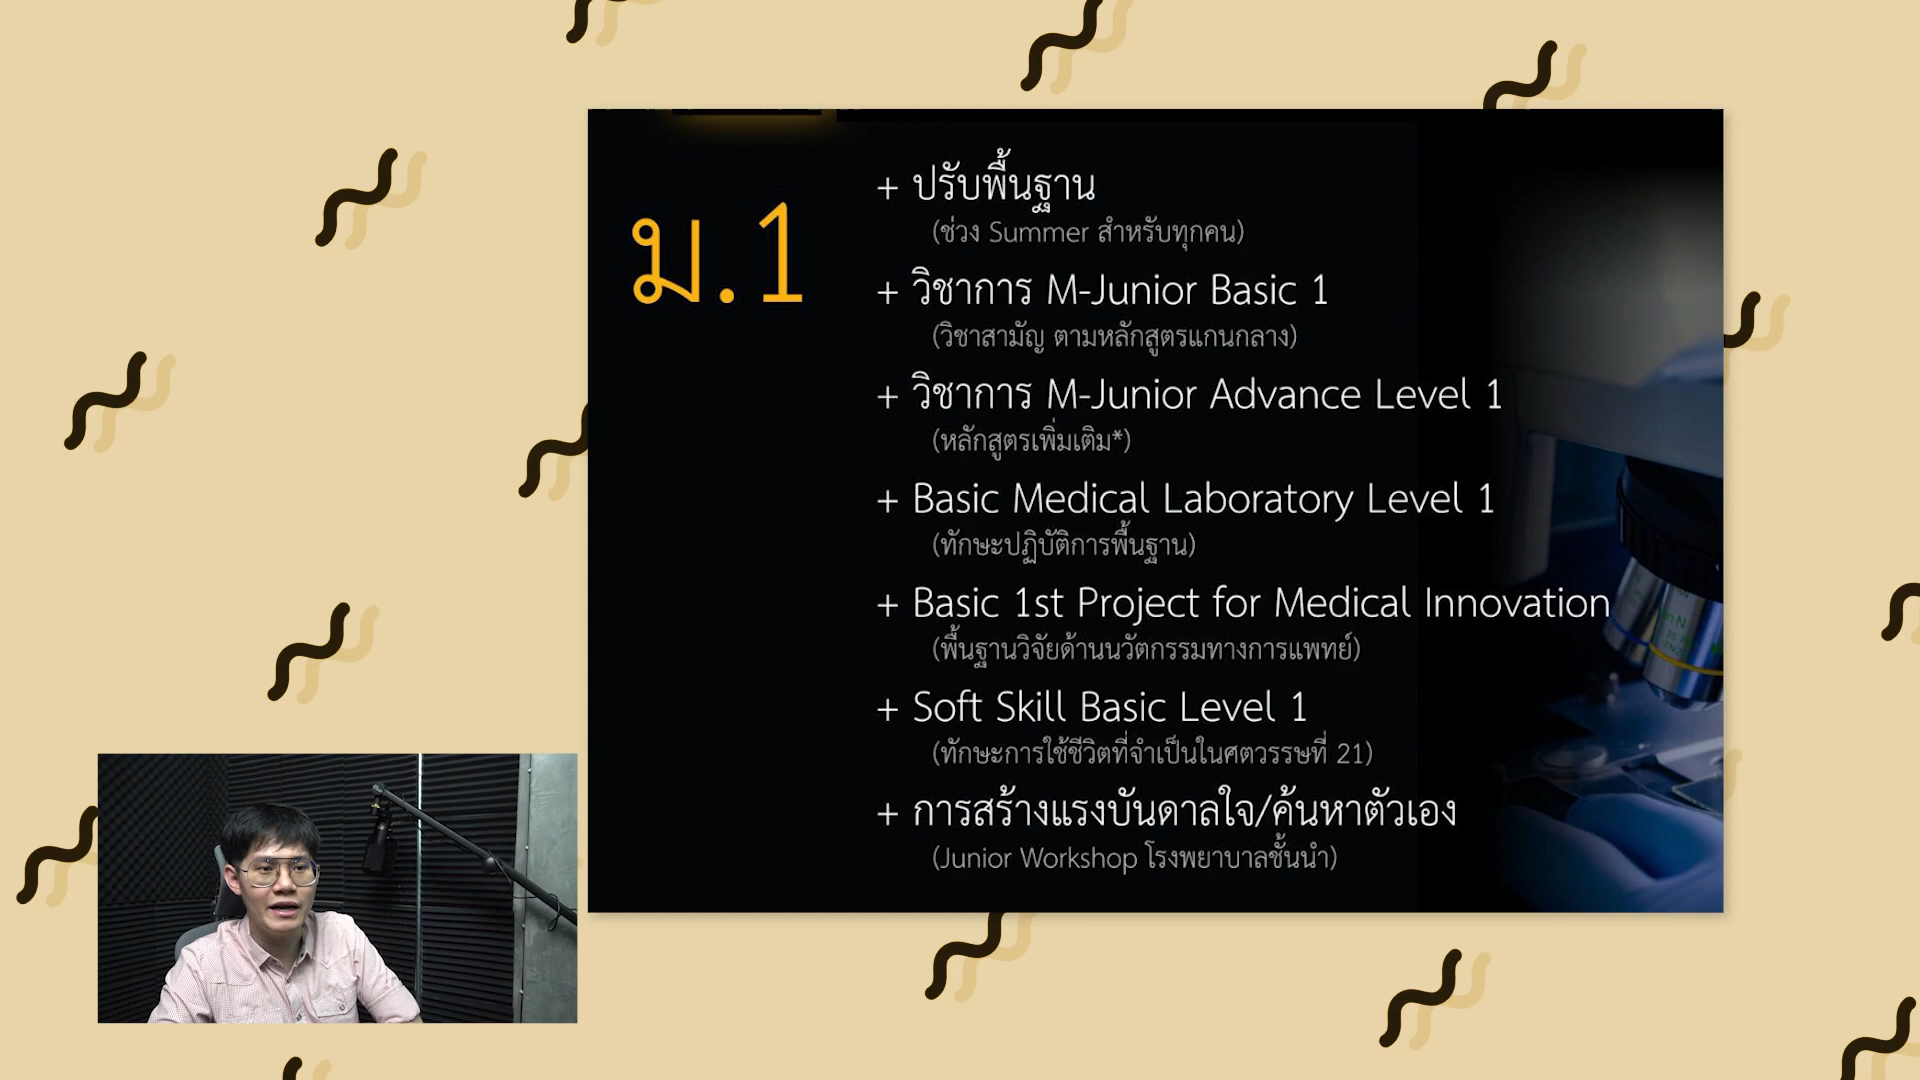 ม.1
+ ปรับพื้นฐาน
(ช่วง Summer สำหรับทุกคน)
+ วิชาการ M-Junior Basic 1
(วิชาสามัญ ตามหลักสูตรแกนกลาง)
+ วิชาการ M-Junior Advance Level 1
(หลักสูตรเพิ่มเติม*)
+ Basic Medical Laboratory Level 1
(ทักษะปฏิบัติการพื้นฐาน)
+ Basic 1st Project for Medical Innovation
(พื้นฐานวิจัยด้านนวัตกรรมทางการแพทย์)
+ Soft Skill Basic Level 1
(ทักษะการใช้ชีวิตที่จำเป็นในศตวรรษที่ 21)
+ การสร้างแรงบันดาลใจ/ค้นหาตัวเอง
(Junior Workshop โรงพยาบาลชั้นนำ)